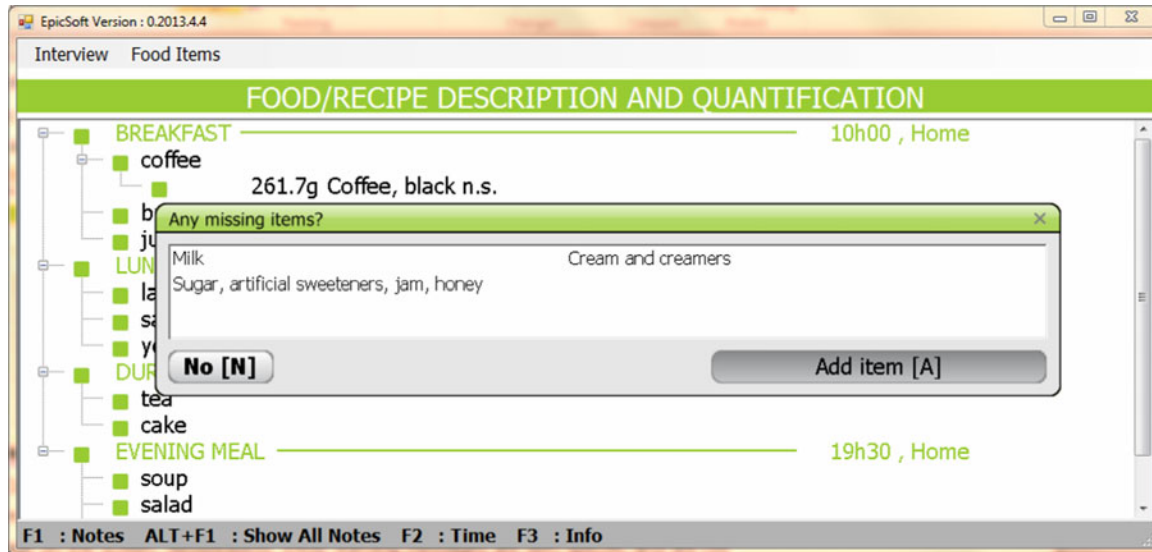 EpicSoft Version : 0.2013.4.4
Interview Food Items
FOOD/RECIPE DESCRIPTION AND QUANTIFICATION
BREAKFAST 10h00 , Home
coffee
261.7g Coffee, black n.s.
Any missing items?
Milk Cream and creamers
Sugar, artificial sweeteners, jam, honey
No [N] Add item [A]
tea
cake
EVENING MEAL 19h30 , Home
soup
salad
F1 : Notes ALT+F1 : Show All Notes F2 : Time F3 : Info